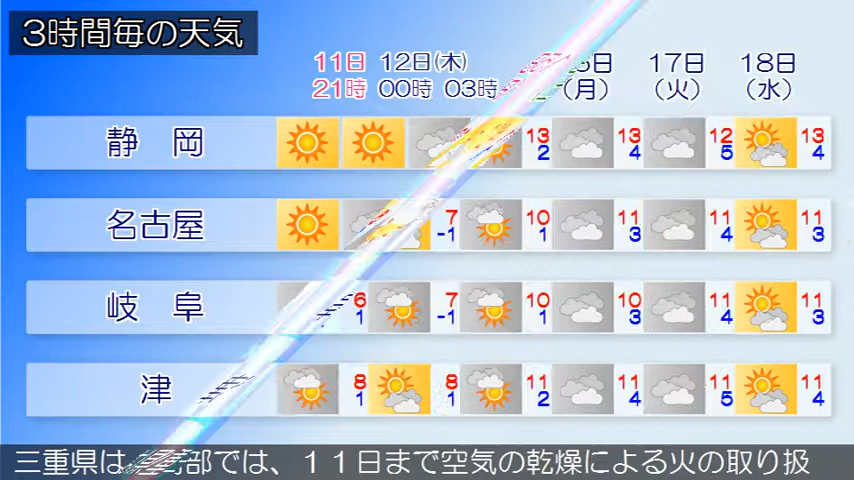 3時間毎の天気
11日 12日(木) 日 17日 18日
21時 00時 03時 (月) (火) (水)
静岡 13 2 13 4 12 5 13 4
名古屋 7 -1 10 1 11 3 11 4 11 3
岐阜 6 1 7 -1 10 1 10 3 11 4 11 3
津 8 1 8 1 11 2 11 4 11 5 11 4
三重県は 部では、11日まで空気の乾燥による火の取り扱